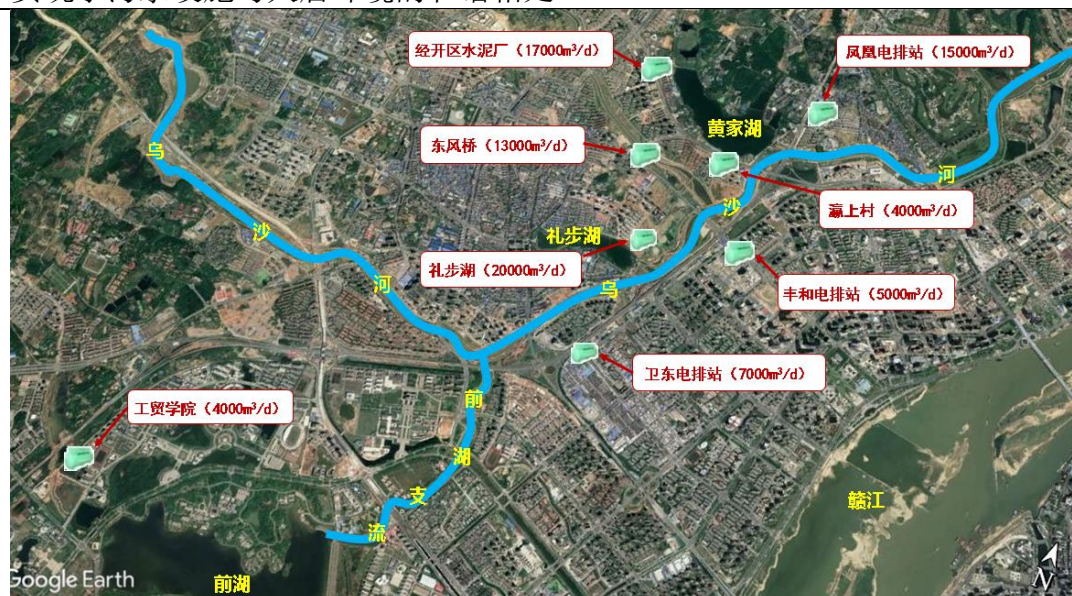 经开区水泥厂（17000m³/d）
凤凰电排站（15000m³/d）
黄家湖
东风桥（13000m³/d）
乌
河
沙
瀛上村（4000m³/d）
沙
礼步湖
礼步湖（20000m³/d）
河
乌
丰和电排站（5000m³/d）
卫东电排站（7000m³/d）
工贸学院（4000m³/d）
前
湖
支
流
赣江
前湖
Google Earth
N